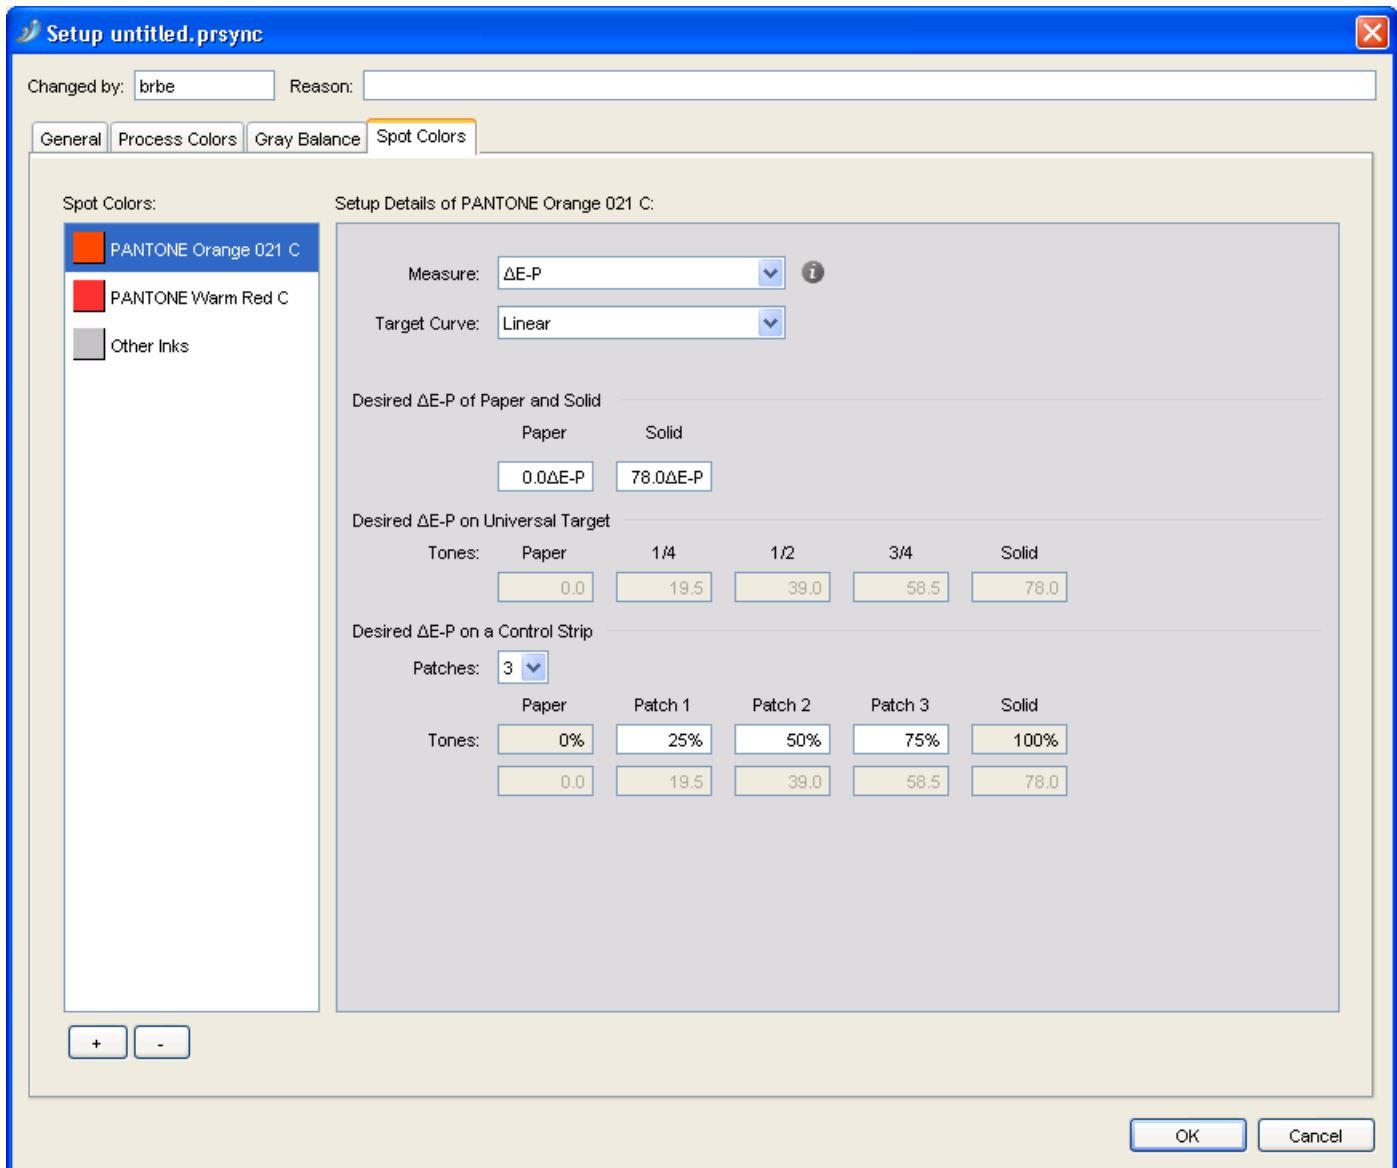 Setup untitled.prsync
Changed by: brbe Reason:
General Process Colors Gray Balance Spot Colors
Spot Colors: Setup Details of PANTONE Orange 021 C:
PANTONE Orange 021 C
PANTONE Warm Red C
Other Inks
Measure: ΔE-P i
Target Curve: Linear
Desired ΔE-P of Paper and Solid
Paper Solid
0.0ΔE-P 78.0ΔE-P
Desired ΔE-P on Universal Target
Tones: Paper 1/4 1/2 3/4 Solid
0.0 19.5 39.0 58.5 78.0
Desired ΔE-P on a Control Strip
Patches: 3
Paper Patch 1 Patch 2 Patch 3 Solid
Tones: 0% 25% 50% 75% 100%
0.0 19.5 39.0 58.5 78.0
+ -
OK Cancel